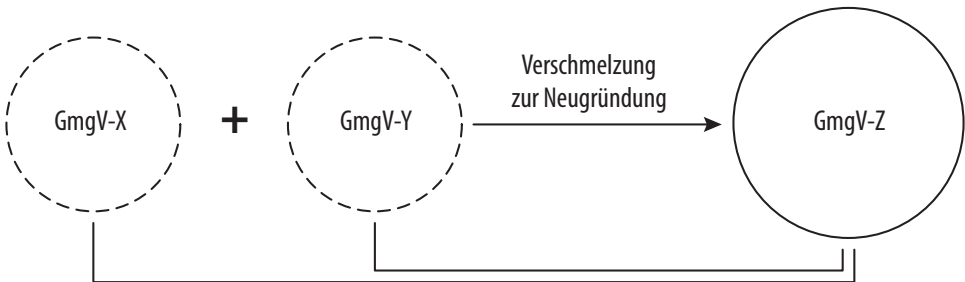 Verschmelzung
zur Neugründung
GmgV-X
+
GmgV-Y
GmgV-Z